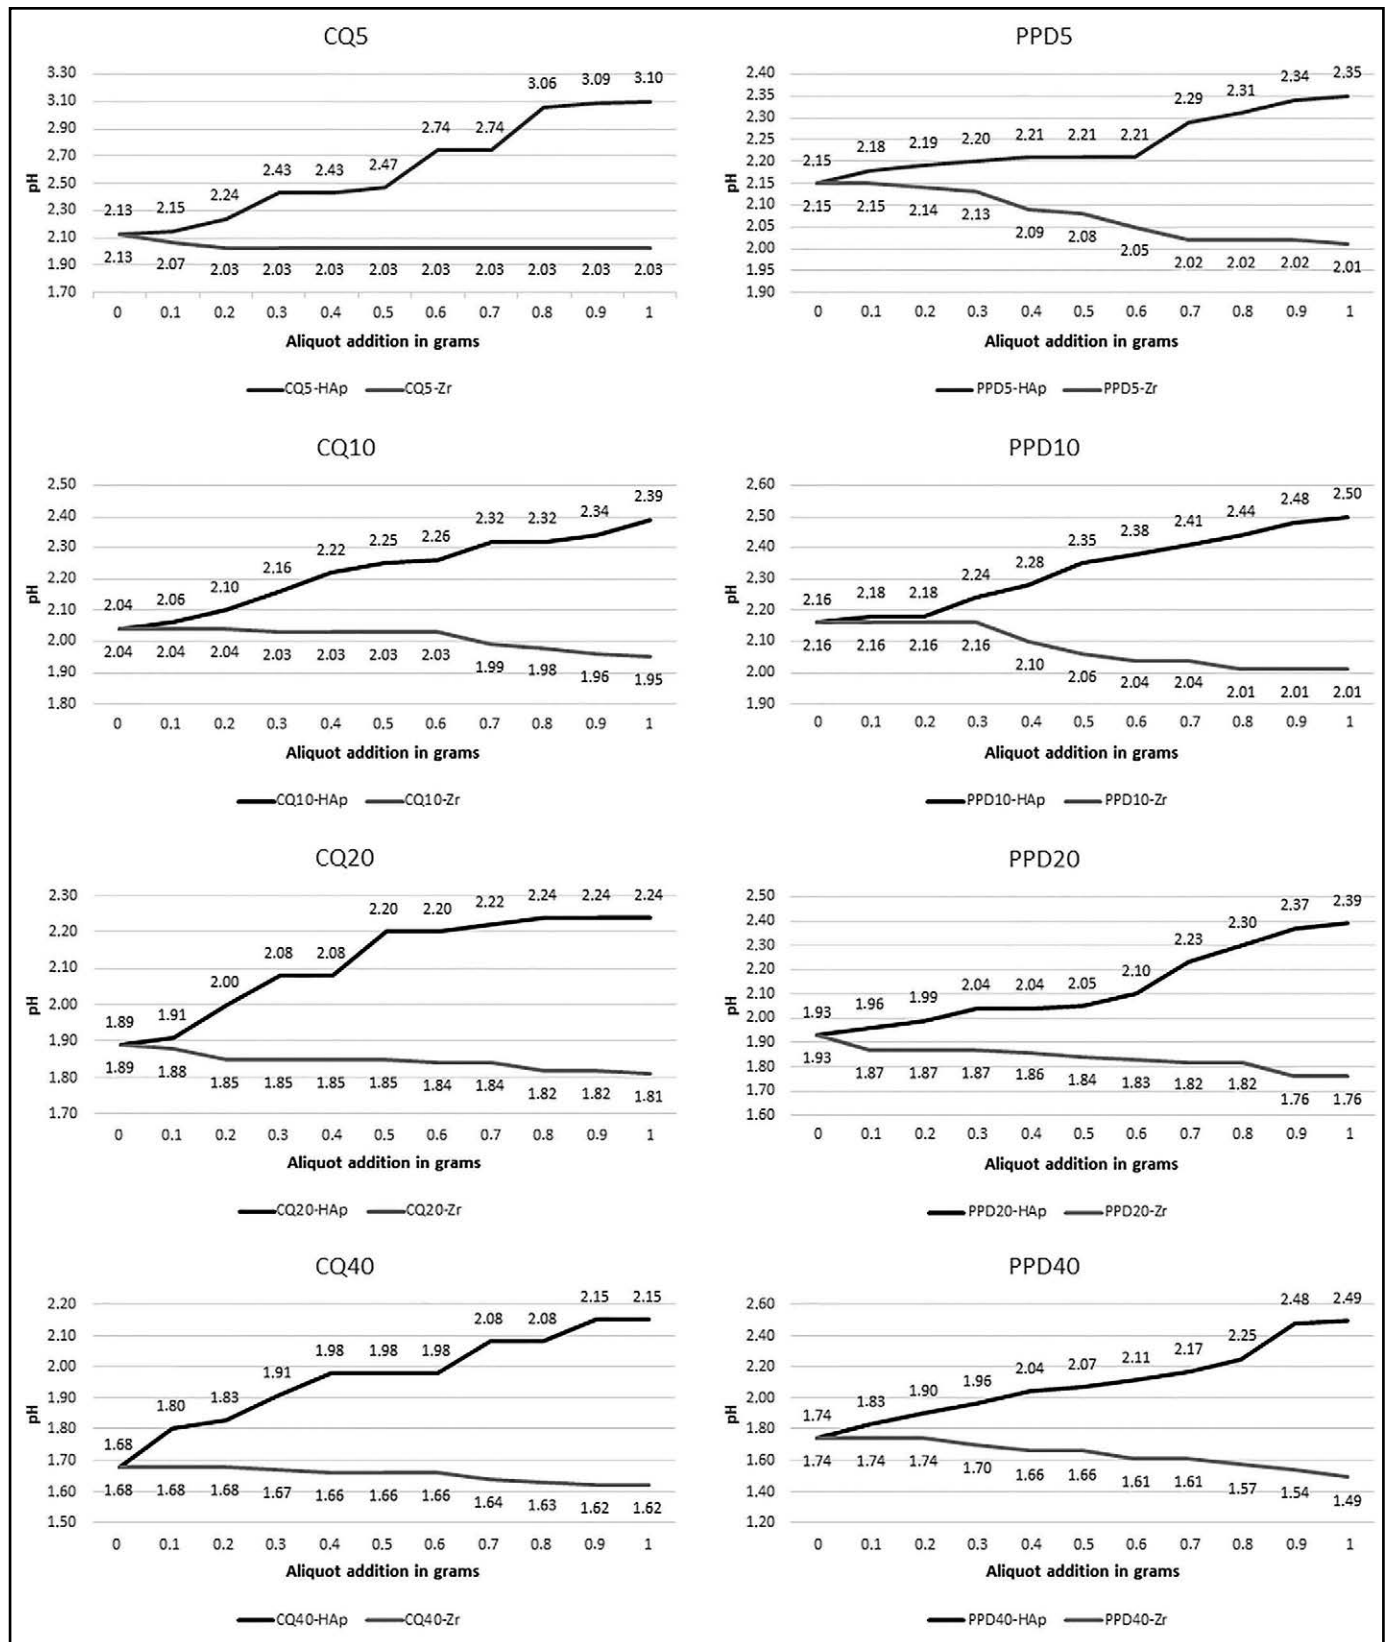 CQ5
3.30
3.10
2.90
2.70
2.50
2.30
2.10
1.90
1.70
pH
2.13 2.15 2.24 2.43 2.43 2.47 2.74 2.74 3.06 3.09 3.10
2.13 2.07 2.03 2.03 2.03 2.03 2.03 2.03 2.03 2.03 2.03
0 0.1 0.2 0.3 0.4 0.5 0.6 0.7 0.8 0.9 1
Aliquot addition in grams
CQ5-HAp CQ5-Zr
PPD5
2.40
2.35
2.30
2.25
2.20
2.15
2.10
2.05
2.00
1.95
1.90
pH
2.15 2.18 2.19 2.20 2.21 2.21 2.21 2.29 2.31 2.34 2.35
2.15 2.15 2.14 2.13 2.09 2.08 2.05 2.02 2.02 2.02 2.01
0 0.1 0.2 0.3 0.4 0.5 0.6 0.7 0.8 0.9 1
Aliquot addition in grams
PPD5-HAp PPD5-Zr
CQ10
2.50
2.40
2.30
2.20
2.10
2.00
1.90
1.80
pH
2.04 2.06 2.10 2.16 2.22 2.25 2.26 2.32 2.32 2.34 2.39
2.04 2.04 2.04 2.03 2.03 2.03 2.03 1.99 1.98 1.96 1.95
0 0.1 0.2 0.3 0.4 0.5 0.6 0.7 0.8 0.9 1
Aliquot addition in grams
CQ10-HAp CQ10-Zr
PPD10
2.60
2.50
2.40
2.30
2.20
2.10
2.00
1.90
pH
2.16 2.18 2.18 2.24 2.28 2.35 2.38 2.41 2.44 2.48 2.50
2.16 2.16 2.16 2.16 2.10 2.06 2.04 2.04 2.01 2.01 2.01
0 0.1 0.2 0.3 0.4 0.5 0.6 0.7 0.8 0.9 1
Aliquot addition in grams
PPD10-HAp PPD10-Zr
CQ20
2.30
2.20
2.10
2.00
1.90
1.80
1.70
pH
1.89 1.91 2.00 2.08 2.08 2.20 2.20 2.22 2.24 2.24 2.24
1.89 1.88 1.85 1.85 1.85 1.85 1.84 1.84 1.82 1.82 1.81
0 0.1 0.2 0.3 0.4 0.5 0.6 0.7 0.8 0.9 1
Aliquot addition in grams
CQ20-HAp CQ20-Zr
PPD20
2.50
2.40
2.30
2.20
2.10
2.00
1.90
1.80
1.70
1.60
pH
1.93 1.96 1.99 2.04 2.04 2.05 2.10 2.23 2.30 2.37 2.39
1.93 1.87 1.87 1.87 1.86 1.84 1.83 1.82 1.82 1.76 1.76
0 0.1 0.2 0.3 0.4 0.5 0.6 0.7 0.8 0.9 1
Aliquot addition in grams
PPD20-HAp PPD20-Zr
CQ40
2.20
2.10
2.00
1.90
1.80
1.70
1.60
1.50
pH
1.68 1.80 1.83 1.91 1.98 1.98 1.98 2.08 2.08 2.15 2.15
1.68 1.68 1.68 1.67 1.66 1.66 1.66 1.64 1.63 1.62 1.62
0 0.1 0.2 0.3 0.4 0.5 0.6 0.7 0.8 0.9 1
Aliquot addition in grams
CQ40-HAp CQ40-Zr
PPD40
2.60
2.40
2.20
2.00
1.80
1.60
1.40
1.20
pH
1.74 1.83 1.90 1.96 2.04 2.07 2.11 2.17 2.25 2.48 2.49
1.74 1.74 1.74 1.70 1.66 1.66 1.61 1.61 1.57 1.54 1.49
0 0.1 0.2 0.3 0.4 0.5 0.6 0.7 0.8 0.9 1
Aliquot addition in grams
PPD40-HAp PPD40-Zr